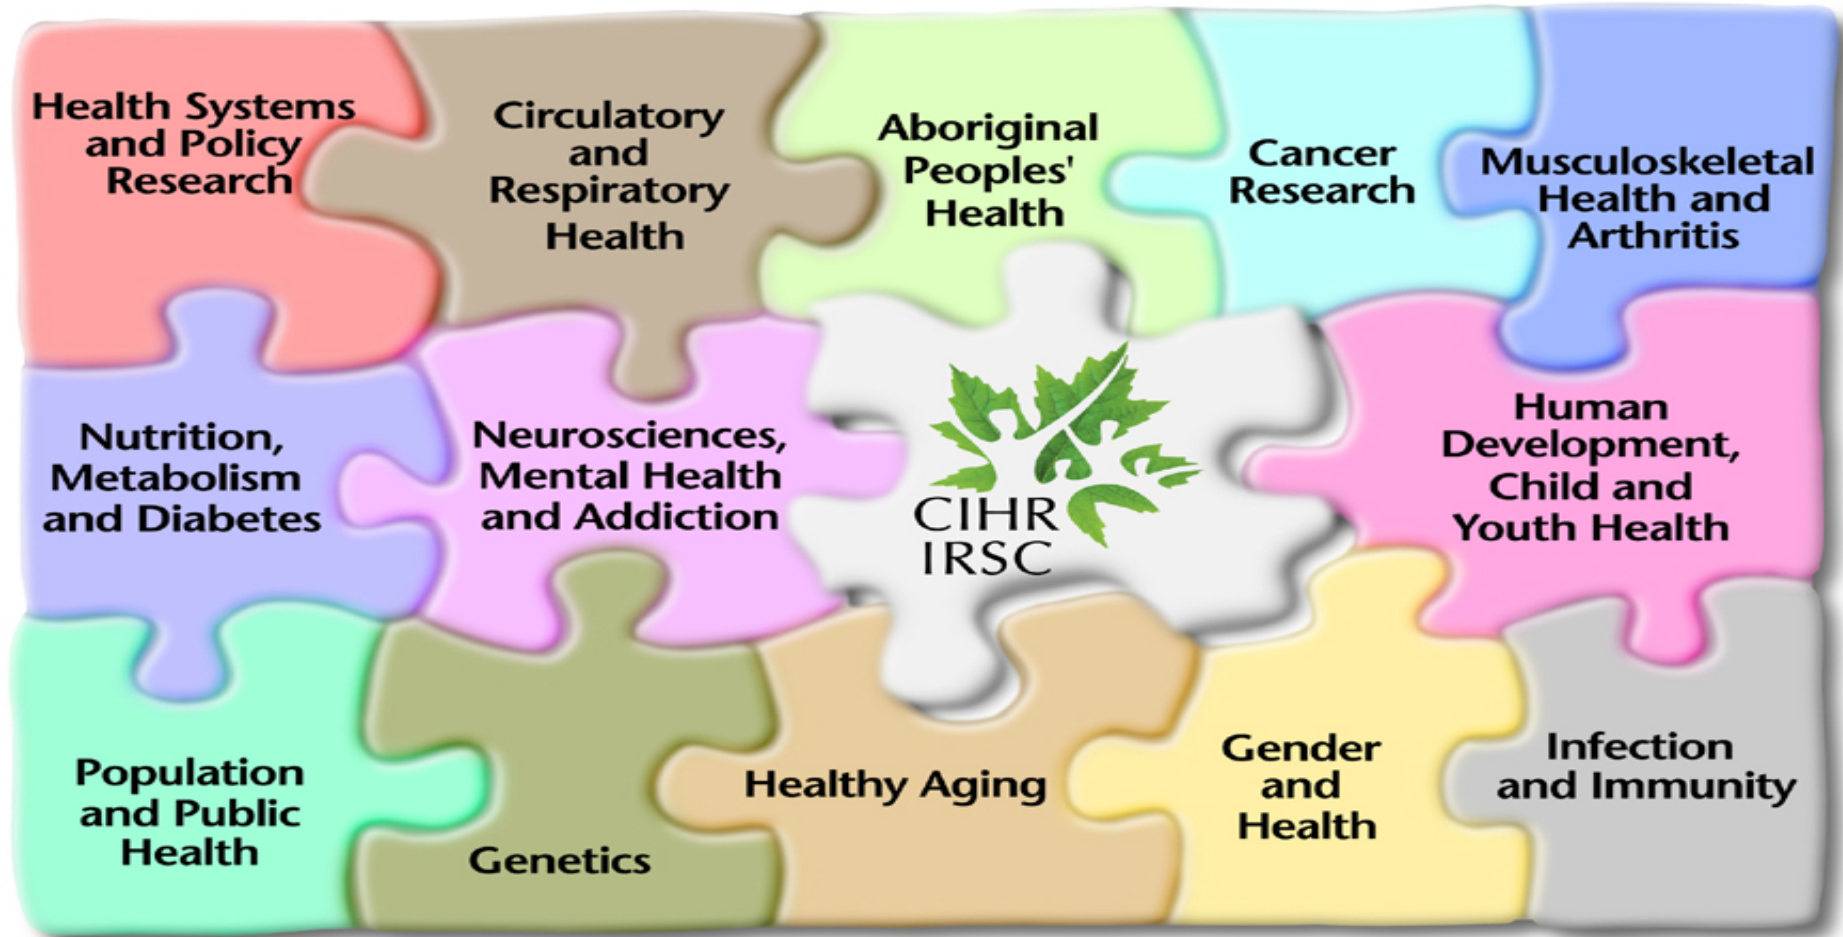 Health Systems
and Policy
Research
Circulatory
and
Respiratory
Health
Aboriginal
Peoples'
Health
Cancer
Research
Musculoskeletal
Health and
Arthritis
Nutrition,
Metabolism
and Diabetes
Neurosciences,
Mental Health
and Addiction
CIHR
IRSC
Human
Development,
Child and
Youth Health
Population
and Public
Health
Genetics
Healthy Aging
Gender
and
Health
Infection
and Immunity